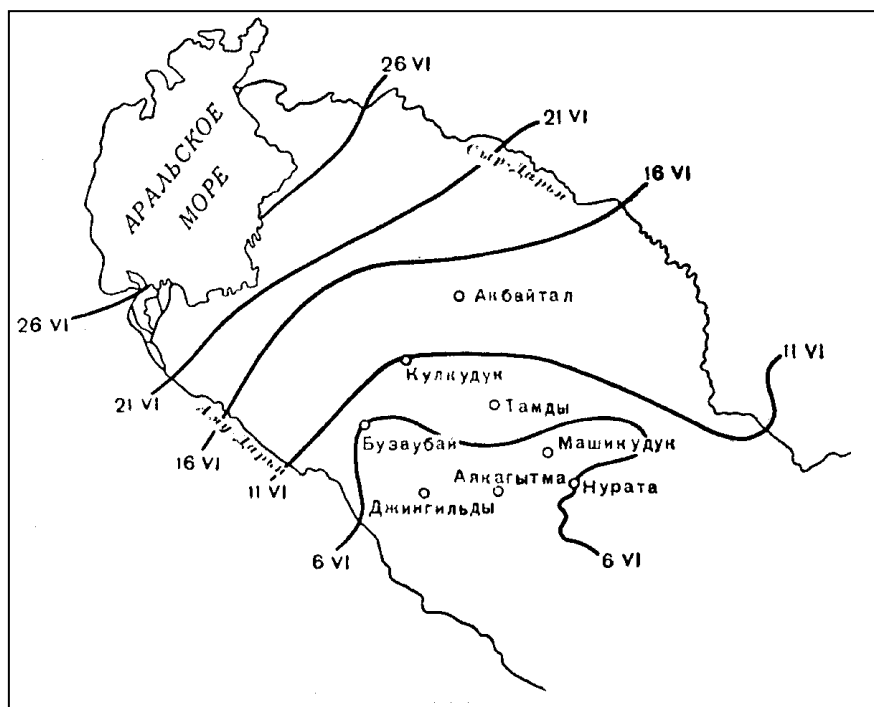 26 VI
21 VI
АРАЛЬСКОЕ
МОРЕ
Сыр-Дарья
16 VI
Акбайтал
26 VI
11 VI
Кулкудук
21 VI
Тамды
Аму Дарья
Бузаубай
Машикудук
16 VI
11 VI
Аякагытма
Нурата
Джингильды
6 VI
6 VI